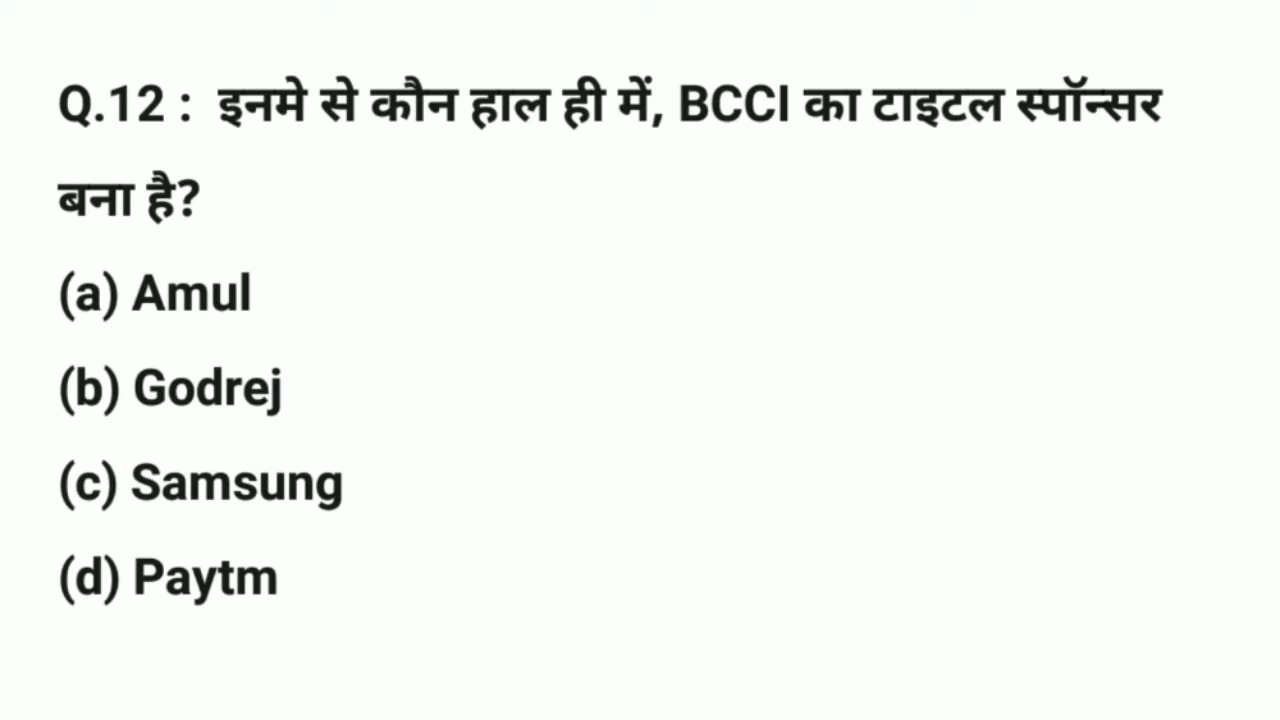 Q.12 : इनमे से कौन हाल ही में, BCCI का टाइटल स्पॉन्सर
बना है?
(a) Amul
(b) Godrej
(c) Samsung
(d) Paytm